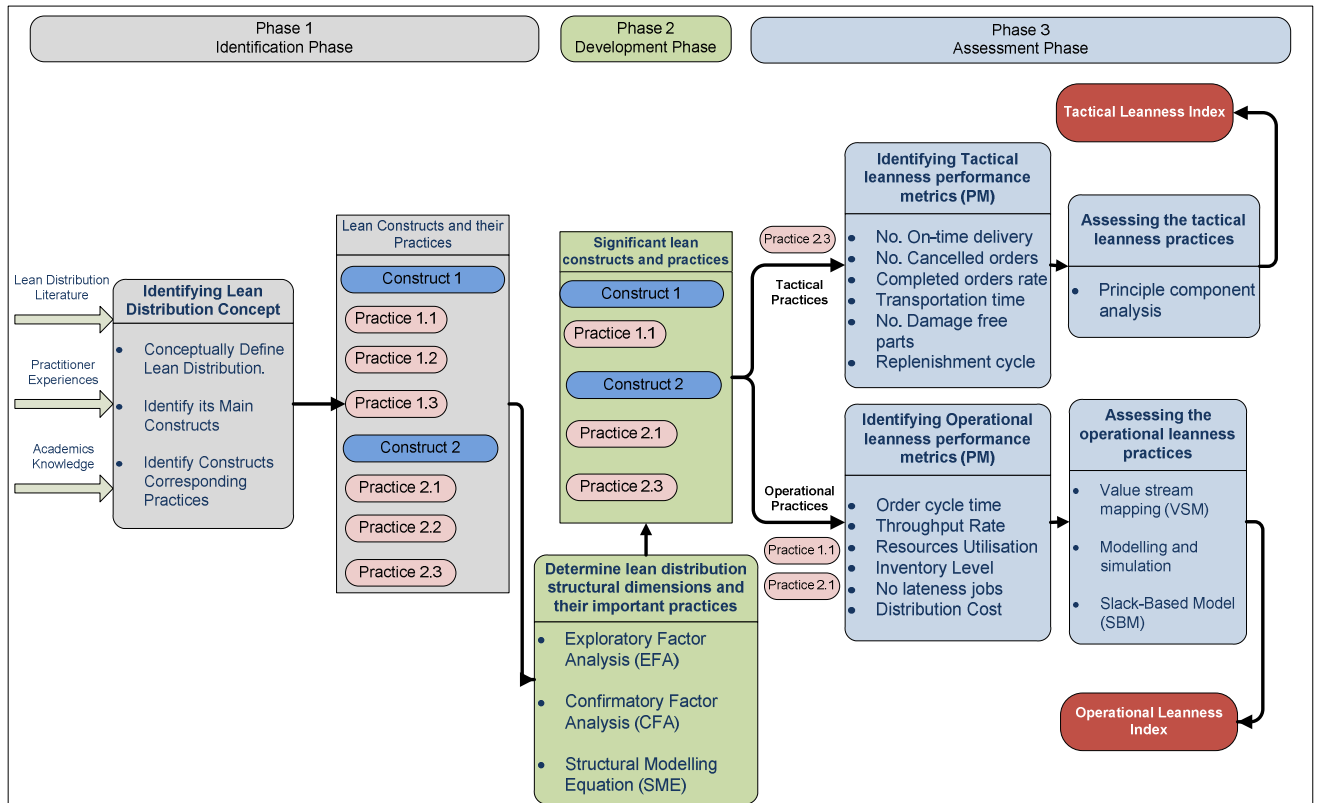 Phase 1
Identification Phase
Phase 2
Development Phase
Phase 3
Assessment Phase
Lean Distribution
Literature
Practitioner
Experiences
Academics
Knowledge
Identifying Lean
Distribution Concept
• Conceptually Define
Lean Distribution.
• Identify its Main
Constructs
• Identify Constructs
Corresponding
Practices
Lean Constructs and their
Practices
Construct 1
Practice 1.1
Practice 1.2
Practice 1.3
Construct 2
Practice 2.1
Practice 2.2
Practice 2.3
Significant lean
constructs and practices
Construct 1
Practice 1.1
Construct 2
Practice 2.1
Practice 2.3
Determine lean distribution
structural dimensions and
their important practices
• Exploratory Factor
Analysis (EFA)
• Confirmatory Factor
Analysis (CFA)
• Structural Modelling
Equation (SME)
Practice 2.3
Tactical
Practices
Operational
Practices
Practice 1.1
Practice 2.1
Identifying Tactical
leanness performance
metrics (PM)
• No. On-time delivery
• No. Cancelled orders
• Completed orders rate
• Transportation time
• No. Damage free
parts
• Replenishment cycle
Assessing the tactical
leanness practices
• Principle component
analysis
Tactical Leanness Index
Identifying Operational
leanness performance
metrics (PM)
• Order cycle time
• Throughput Rate
• Resources Utilisation
• Inventory Level
• No lateness jobs
• Distribution Cost
Assessing the
operational leanness
practices
• Value stream
mapping (VSM)
• Modelling and
simulation
• Slack-Based Model
(SBM)
Operational Leanness
Index